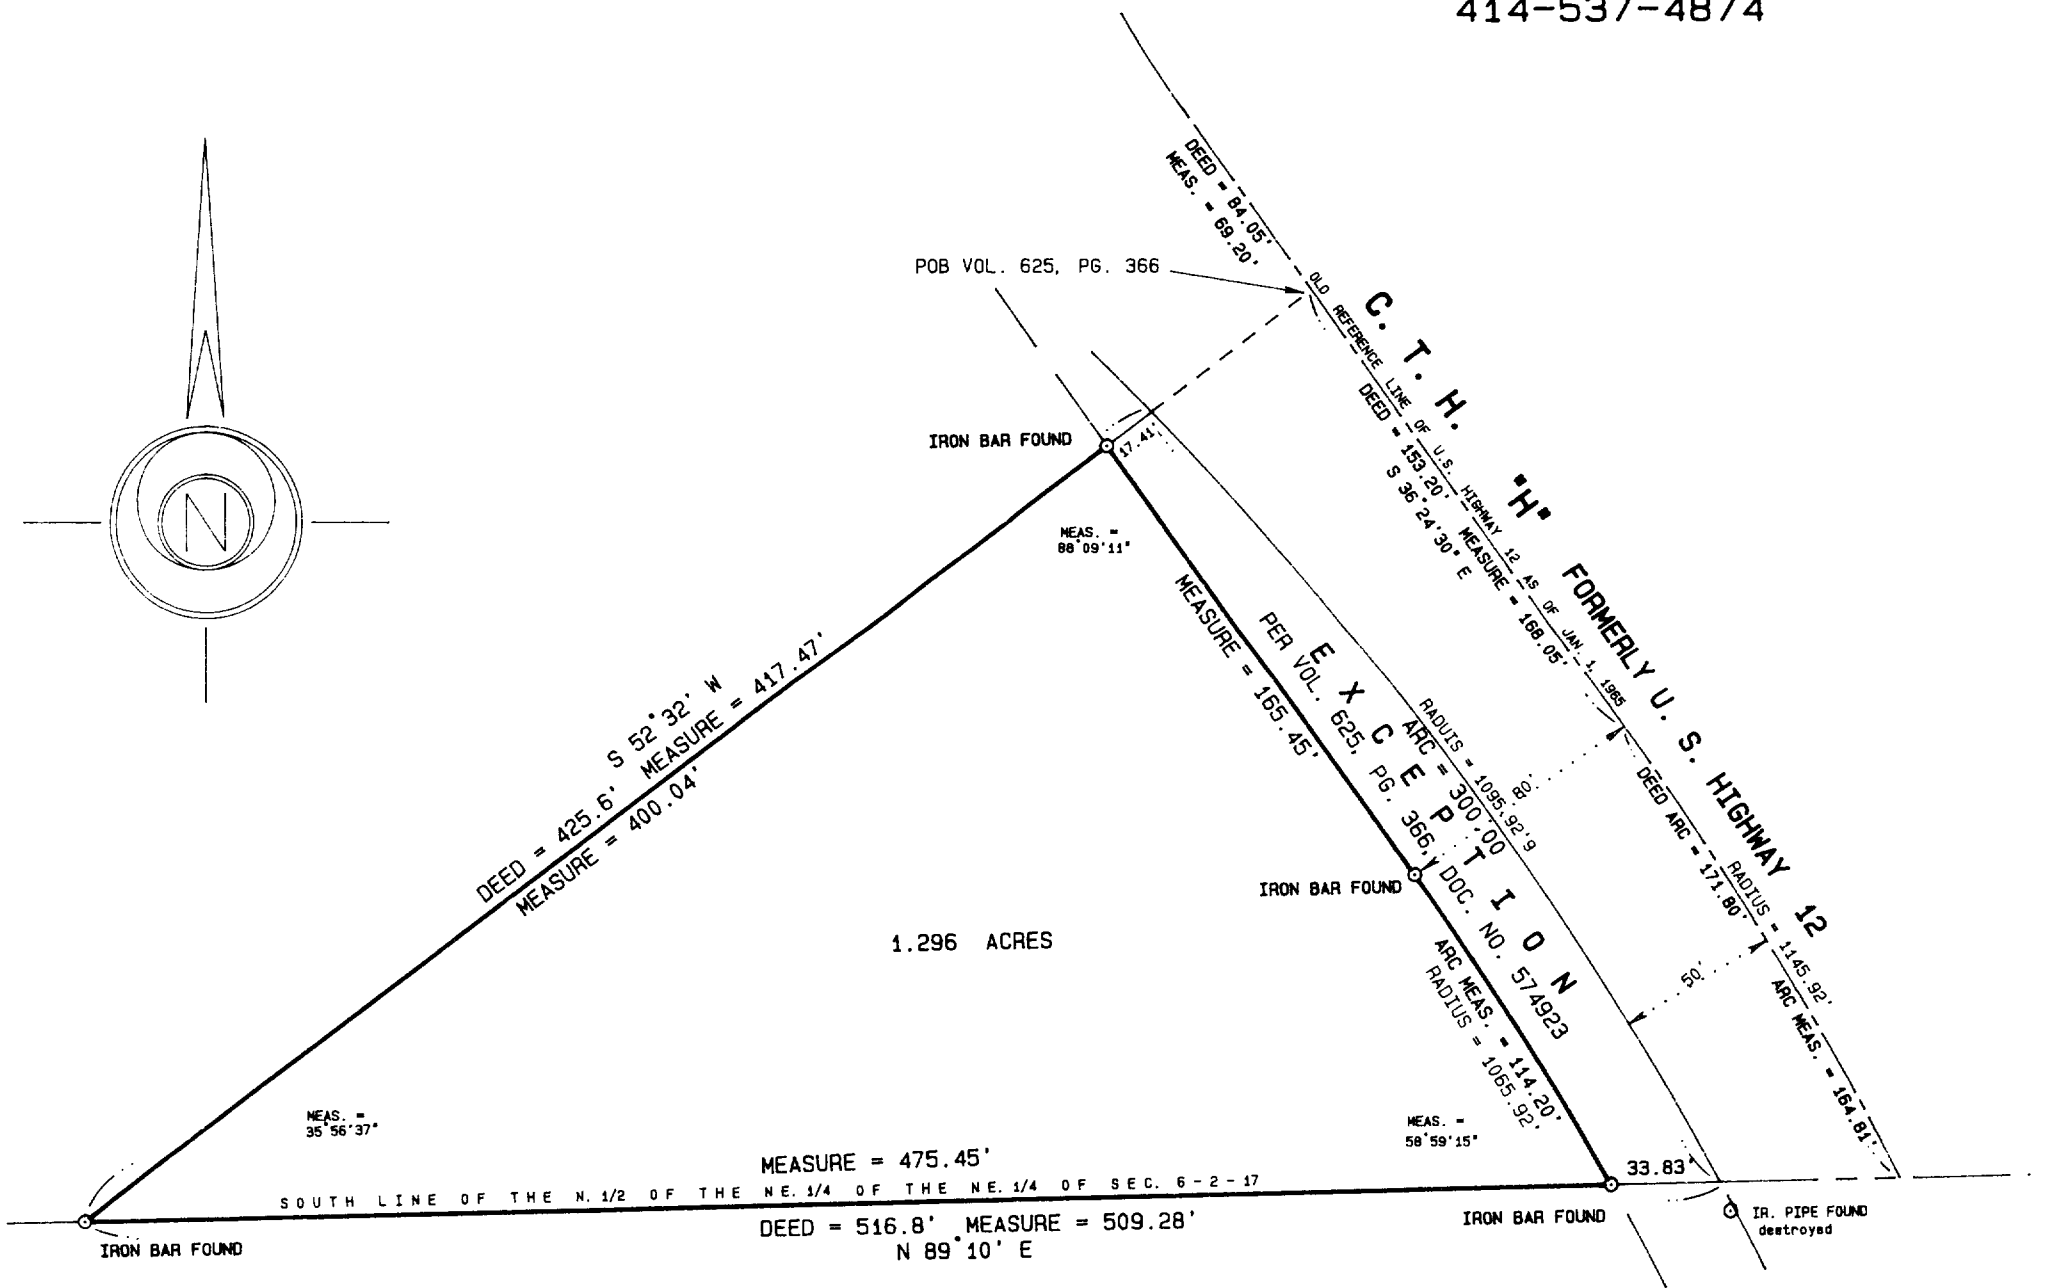 414-537-4874
DEED = 84.05'
MEAS. = 69.20'
POB VOL. 625, PG. 366
OLD REFERENCE LINE OF U.S. HIGHWAY 12 AS OF JAN. 1, 1965
C. T. H. "H" FORMERLY U. S. HIGHWAY 12
DEED = 153.20' MEASURE = 168.05'
S 36°24'30" E
IRON BAR FOUND
17.41'
N
MEAS. =
88°09'11"
MEASURE = 165.45'
EXCEPTION
PER VOL. 625, PG. 366, DOC. NO. 574923
RADUIS = 1095.92'9
ARC = 300.00
80'
S 52°32' W
DEED = 425.6' MEASURE = 417.47'
MEASURE = 400.04'
DEED ARC = 171.80'
RADIUS = 1145.92'
ARC MEAS. = 164.81'
IRON BAR FOUND
1.296 ACRES
50'
ARC MEAS. = 114.20'
RADIUS = 1065.92'
MEAS. =
35°56'37"
MEAS. =
58°59'15"
MEASURE = 475.45'
33.83'
SOUTH LINE OF THE N. 1/2 OF THE NE. 1/4 OF THE NE. 1/4 OF SEC. 6-2-17
DEED = 516.8' MEASURE = 509.28'
N 89°10' E
IRON BAR FOUND
IRON BAR FOUND
IR. PIPE FOUND
destroyed